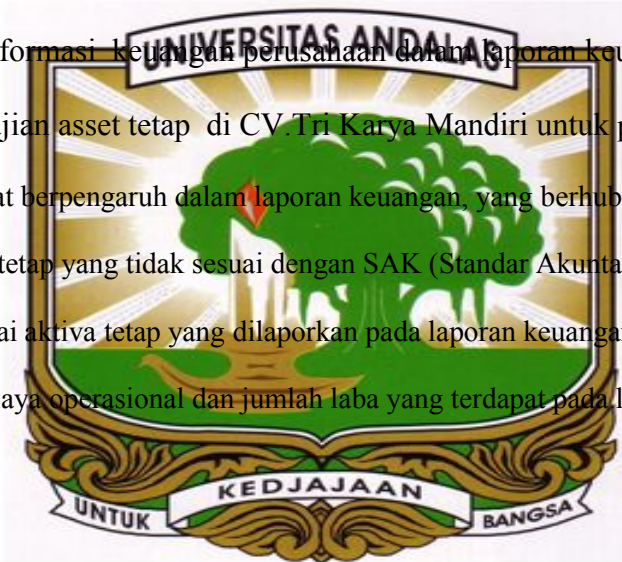 UNIVERSITAS ANDALAS
formasi keuangan perusahaan dalam laporan keu
jian asset tetap di CV.Tri Karya Mandiri untuk p
at berpengaruh dalam laporan keuangan, yang berhub
tetap yang tidak sesuai dengan SAK (Standar Akunta
ai aktiva tetap yang dilaporkan pada laporan keuangan
aya operasional dan jumlah laba yang terdapat pada l
UNTUK KEDJAJAAN BANGSA